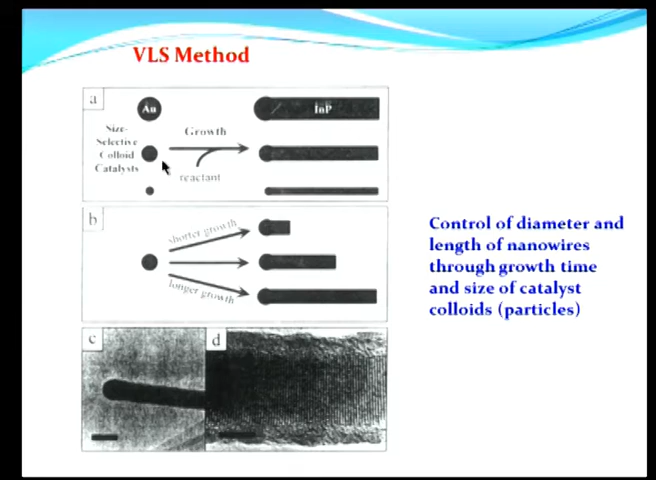 VLS Method
a
Au
InP
Size-
Selective
Colloid
Catalysts
Growth
reactant
b
shorter growth
longer growth
Control of diameter and
length of nanowires
through growth time
and size of catalyst
colloids (particles)
c
d